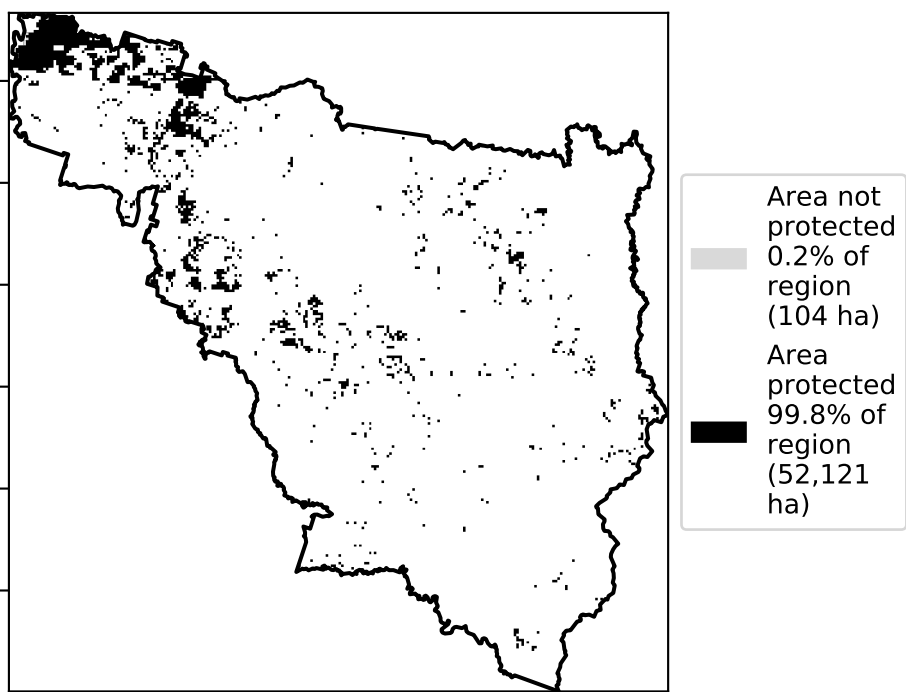 Area not
protected
0.2% of
region
(104 ha)
Area
protected
99.8% of
region
(52,121
ha)